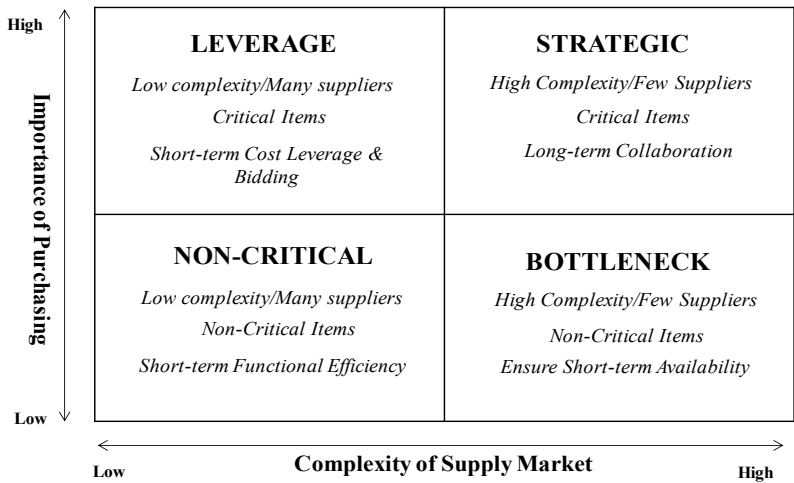 High
LEVERAGE
Low complexity/Many suppliers
Critical Items
Short-term Cost Leverage &
Bidding
STRATEGIC
High Complexity/Few Suppliers
Critical Items
Long-term Collaboration
Importance of Purchasing
NON-CRITICAL
Low complexity/Many suppliers
Non-Critical Items
Short-term Functional Efficiency
BOTTLENECK
High Complexity/Few Suppliers
Non-Critical Items
Ensure Short-term Availability
Low
Low
Complexity of Supply Market
High